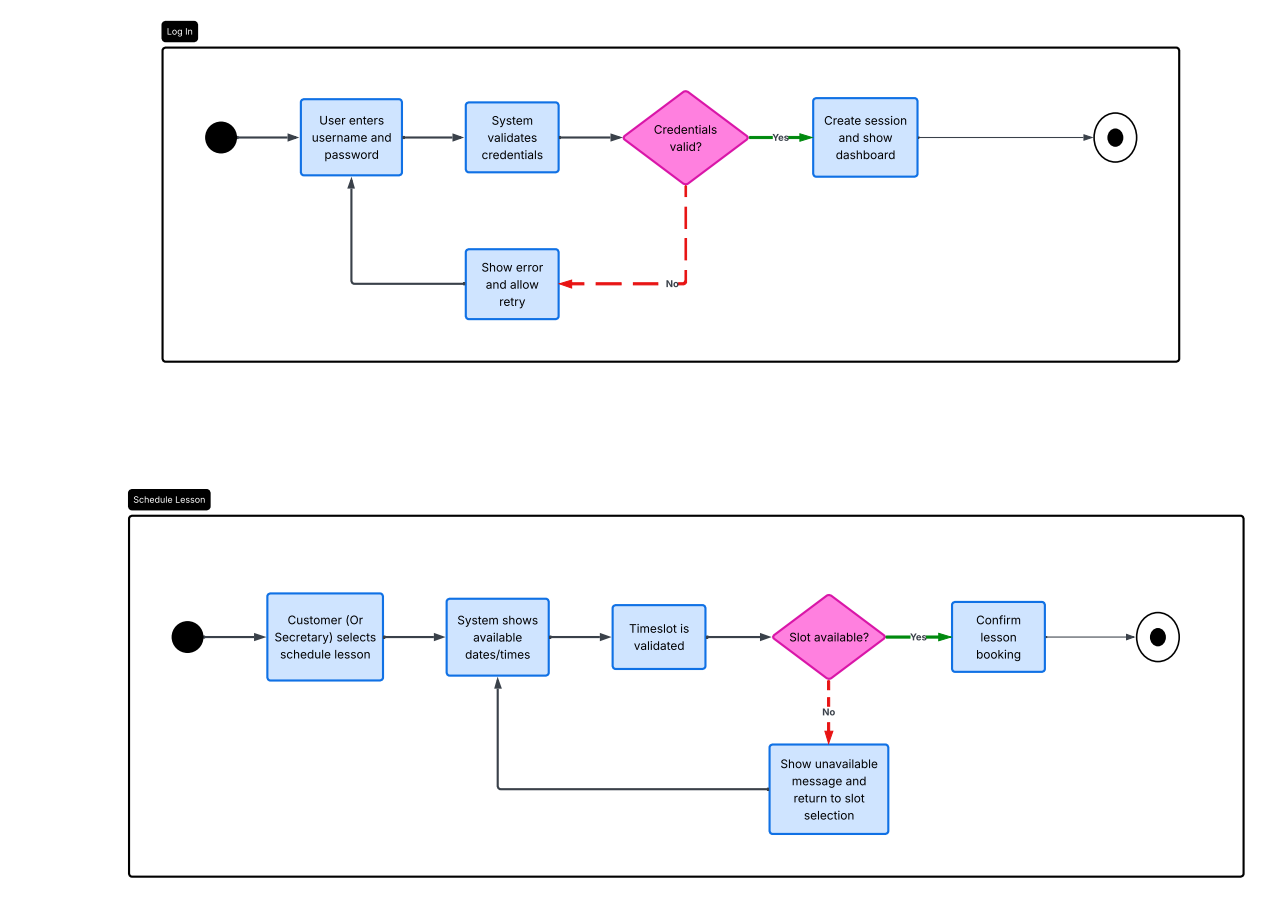 Log In
User enters
username and
password
System
validates
credentials
Credentials
valid?
Yes
Create session
and show
dashboard
Show error
and allow
retry
No
Schedule Lesson
Customer (Or
Secretary) selects
schedule lesson
System shows
available
dates/times
Timeslot is
validated
Slot available?
Yes
Confirm
lesson
booking
No
Show unavailable
message and
return to slot
selection